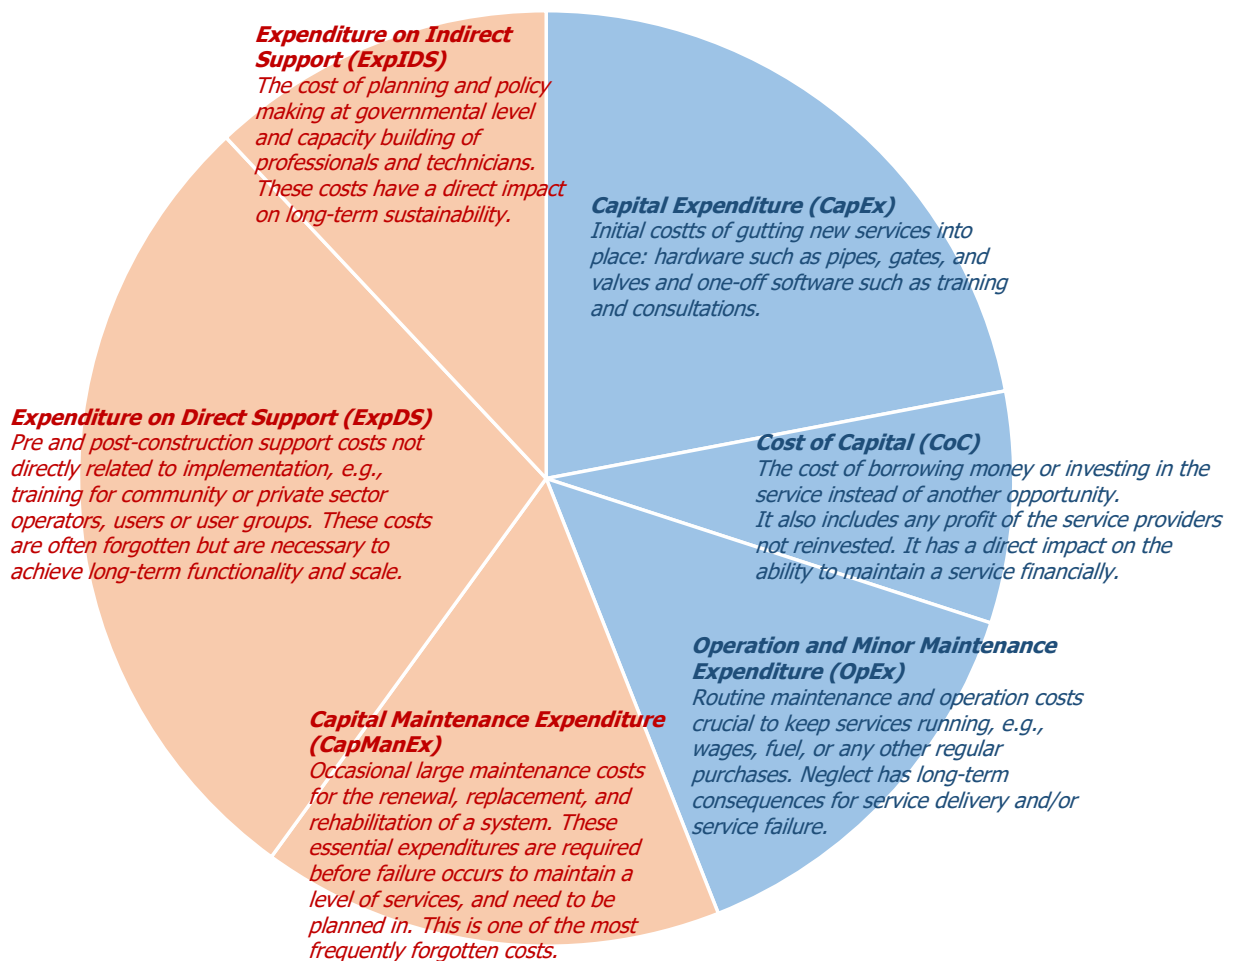 Expenditure on Indirect
Support (ExpIDS)
The cost of planning and policy
making at governmental level
and capacity building of
professionals and technicians.
These costs have a direct impact
on long-term sustainability.
Capital Expenditure (CapEx)
Initial costts of gutting new services into
place: hardware such as pipes, gates, and
valves and one-off software such as training
and consultations.
Expenditure on Direct Support (ExpDS)
Pre and post-construction support costs not
directly related to implementation, e.g.,
training for community or private sector
operators, users or user groups. These costs
are often forgotten but are necessary to
achieve long-term functionality and scale.
Cost of Capital (CoC)
The cost of borrowing money or investing in the
service instead of another opportunity.
It also includes any profit of the service providers
not reinvested. It has a direct impact on the
ability to maintain a service financially.
Operation and Minor Maintenance
Expenditure (OpEx)
Routine maintenance and operation costs
crucial to keep services running, e.g.,
wages, fuel, or any other regular
purchases. Neglect has long-term
consequences for service delivery and/or
service failure.
Capital Maintenance Expenditure
(CapManEx)
Occasional large maintenance costs
for the renewal, replacement, and
rehabilitation of a system. These
essential expenditures are required
before failure occurs to maintain a
level of services, and need to be
planned in. This is one of the most
frequently forgotten costs.